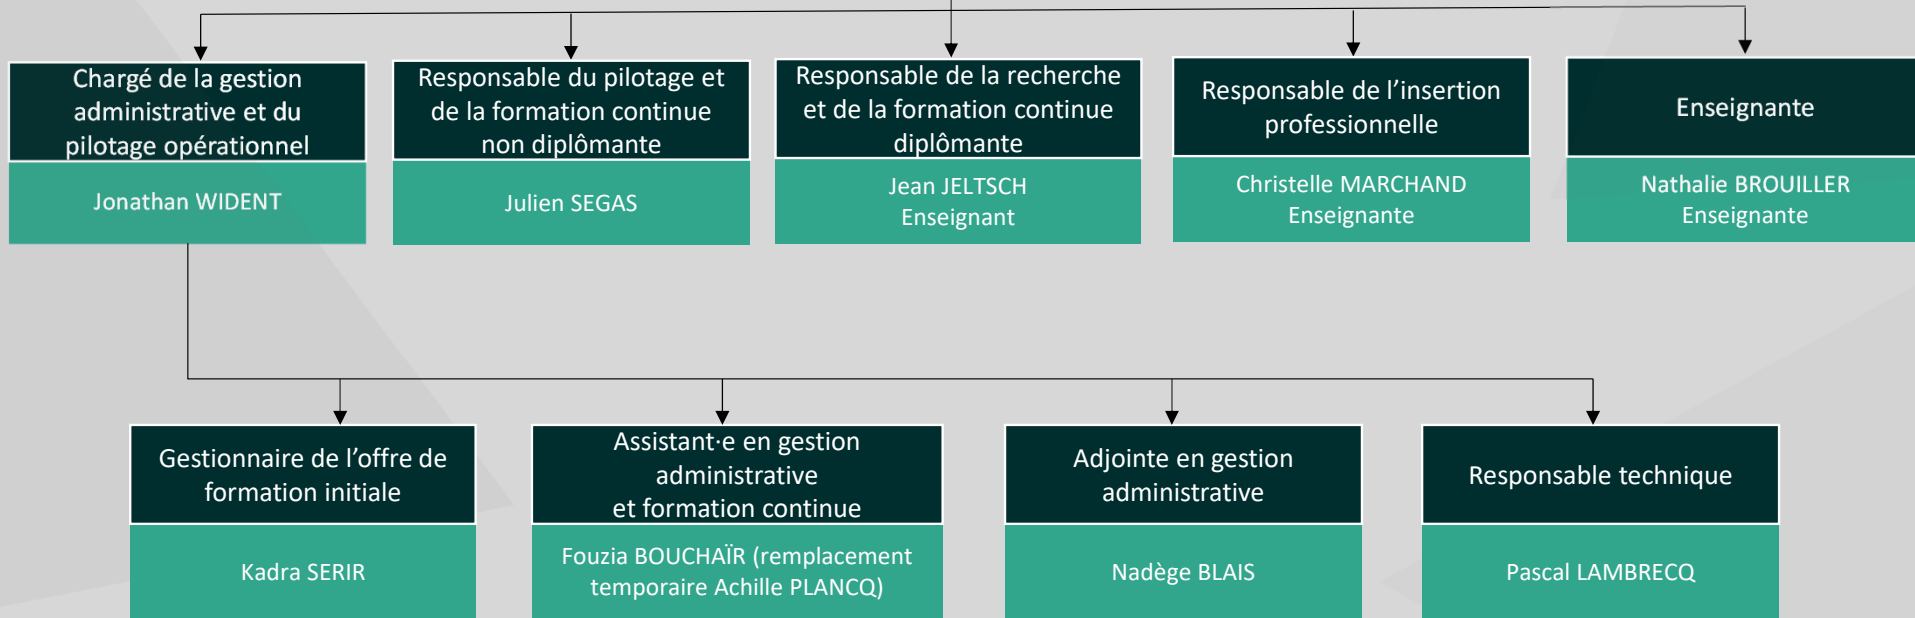 Chargé de la gestion
administrative et du
pilotage opérationnel
Jonathan WIDENT
Responsable du pilotage et
de la formation continue
non diplômante
Julien SEGAS
Responsable de la recherche
et de la formation continue
diplômante
Jean JELTSCH
Enseignant
Responsable de l’insertion
professionnelle
Christelle MARCHAND
Enseignante
Enseignante
Nathalie BROUILLER
Enseignante
Gestionnaire de l’offre de
formation initiale
Kadra SERIR
Assistant·e en gestion
administrative
et formation continue
Fouzia BOUCHAÏR (remplacement
temporaire Achille PLANCQ)
Adjointe en gestion
administrative
Nadège BLAIS
Responsable technique
Pascal LAMBRECQ